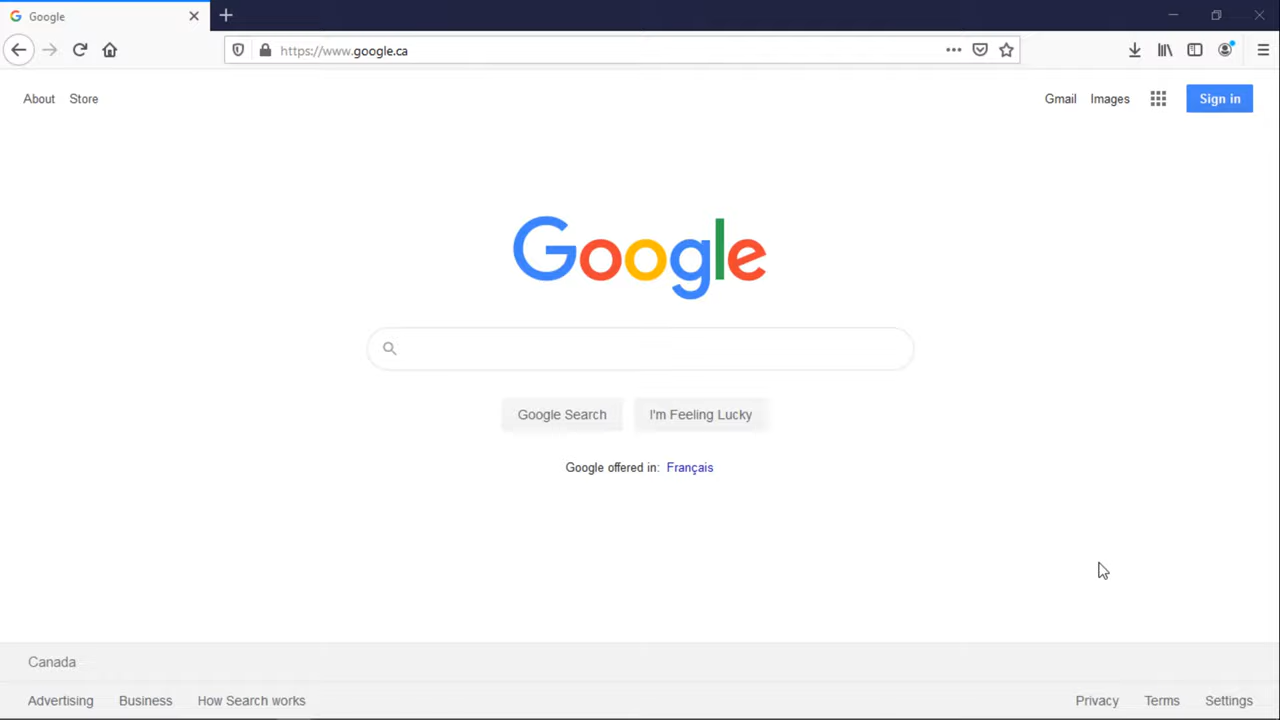 Google
https://www.google.ca
About Store
Gmail Images Sign in
Google
Google Search I'm Feeling Lucky
Google offered in: Français
Canada
Advertising Business How Search works
Privacy Terms Settings